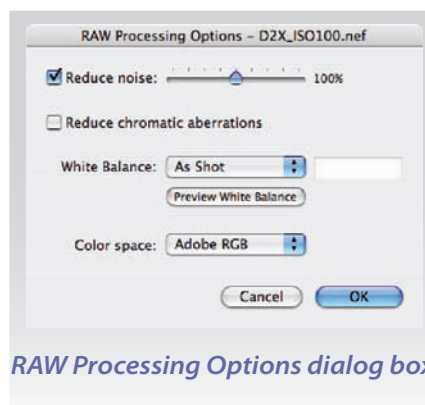 RAW Processing Options – D2X_ISO100.nef
Reduce noise: 100%
Reduce chromatic aberrations
White Balance: As Shot
Preview White Balance
Color space: Adobe RGB
Cancel OK
RAW Processing Options dialog box